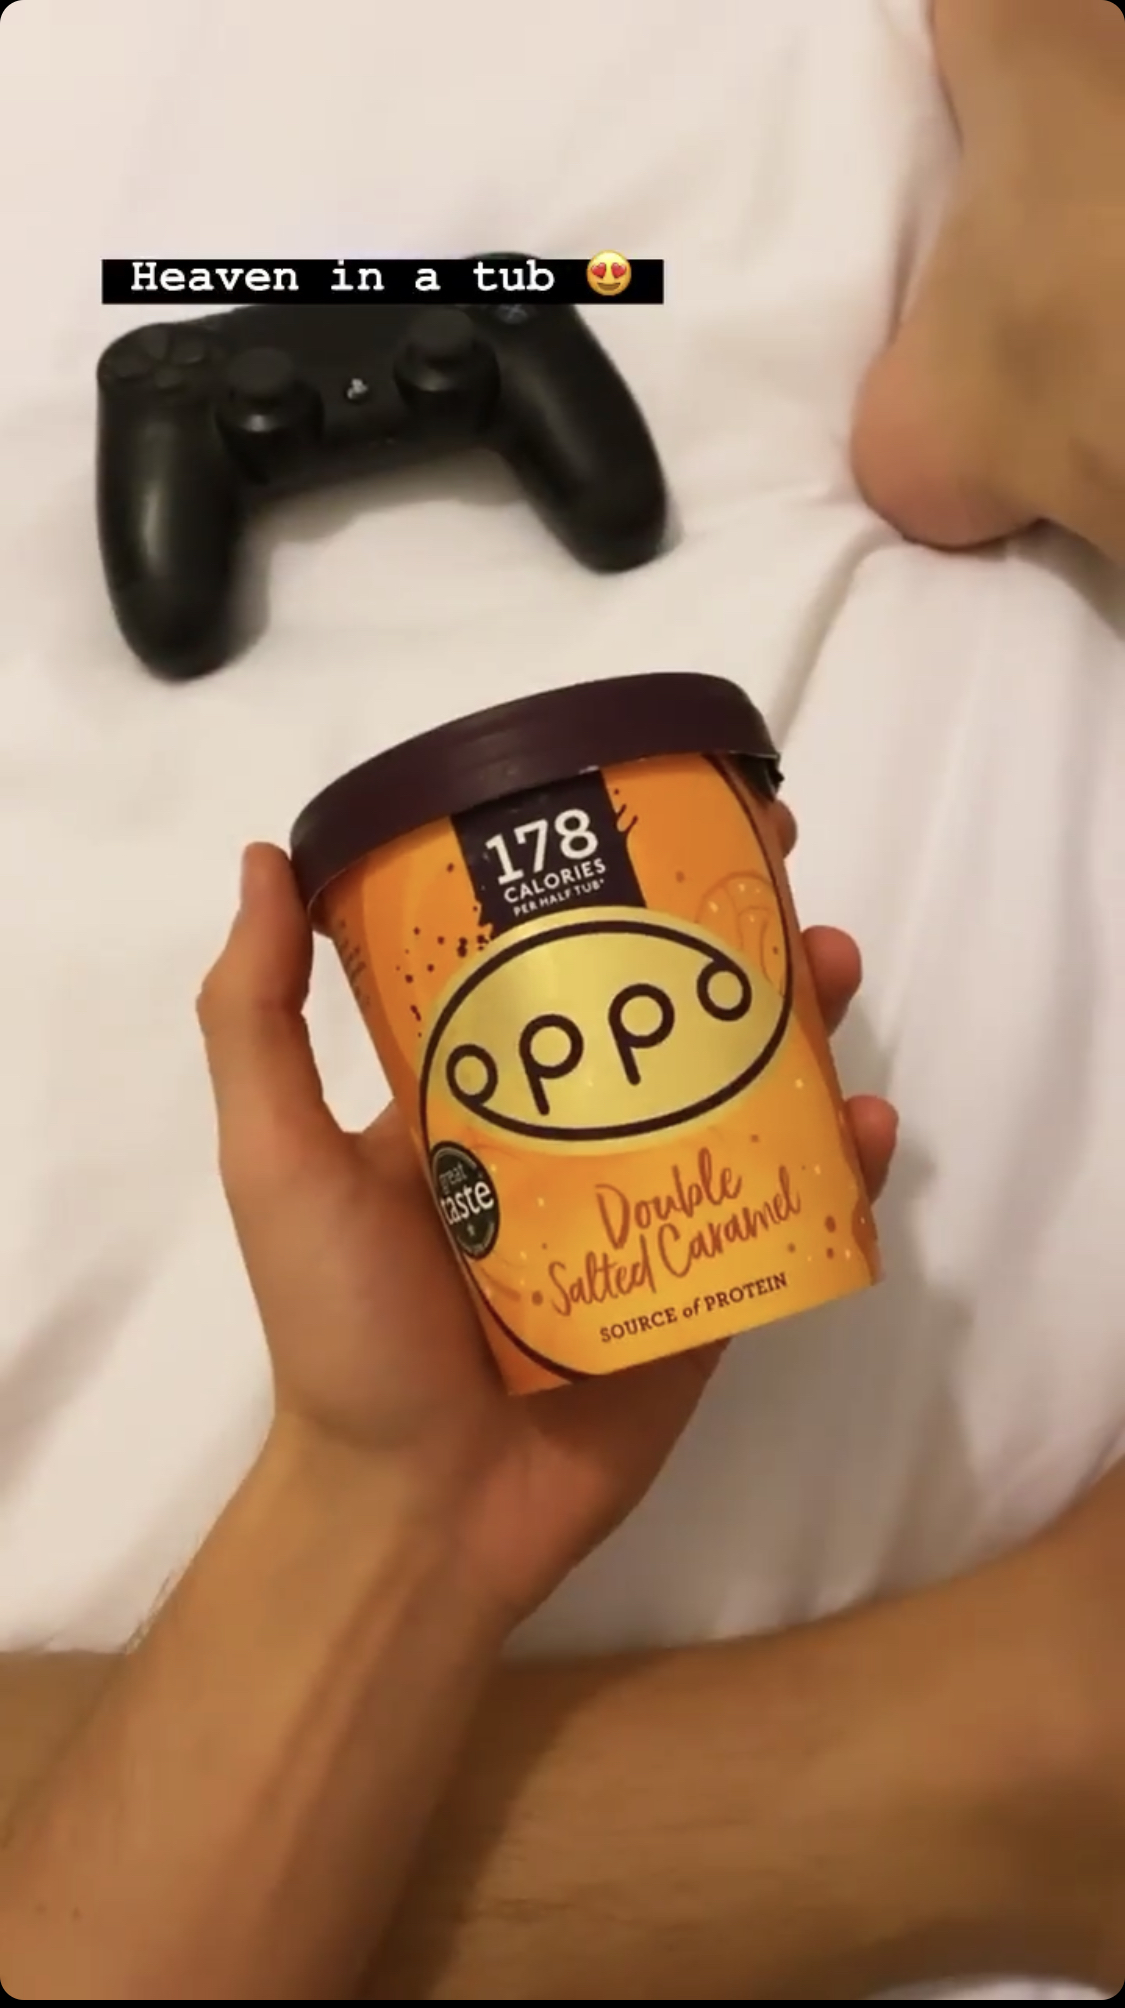 Heaven in a tub 😍
178
CALORIES
PER HALF TUB*
oppo
great
taste
Double
Salted Caramel
SOURCE of PROTEIN